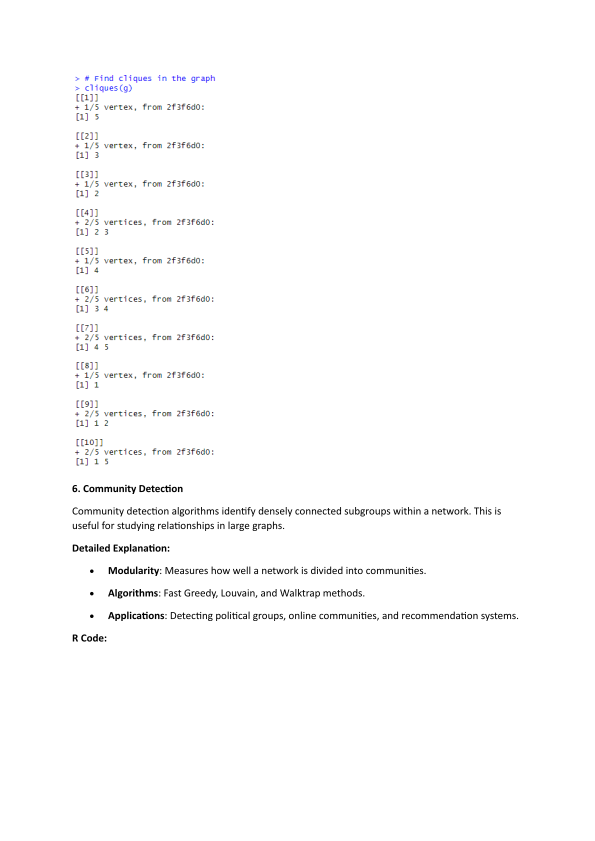 > # Find cliques in the graph
> cliques(g)
[[1]]
+ 1/5 vertex, from 2f3f6d0:
[1] 5
[[2]]
+ 1/5 vertex, from 2f3f6d0:
[1] 3
[[3]]
+ 1/5 vertex, from 2f3f6d0:
[1] 2
[[4]]
+ 2/5 vertices, from 2f3f6d0:
[1] 2 3
[[5]]
+ 1/5 vertex, from 2f3f6d0:
[1] 4
[[6]]
+ 2/5 vertices, from 2f3f6d0:
[1] 3 4
[[7]]
+ 2/5 vertices, from 2f3f6d0:
[1] 4 5
[[8]]
+ 1/5 vertex, from 2f3f6d0:
[1] 1
[[9]]
+ 2/5 vertices, from 2f3f6d0:
[1] 1 2
[[10]]
+ 2/5 vertices, from 2f3f6d0:
[1] 1 5
6. Community Detection
Community detection algorithms identify densely connected subgroups within a network. This is
useful for studying relationships in large graphs.
Detailed Explanation:
• Modularity: Measures how well a network is divided into communities.
• Algorithms: Fast Greedy, Louvain, and Walktrap methods.
• Applications: Detecting political groups, online communities, and recommendation systems.
R Code: